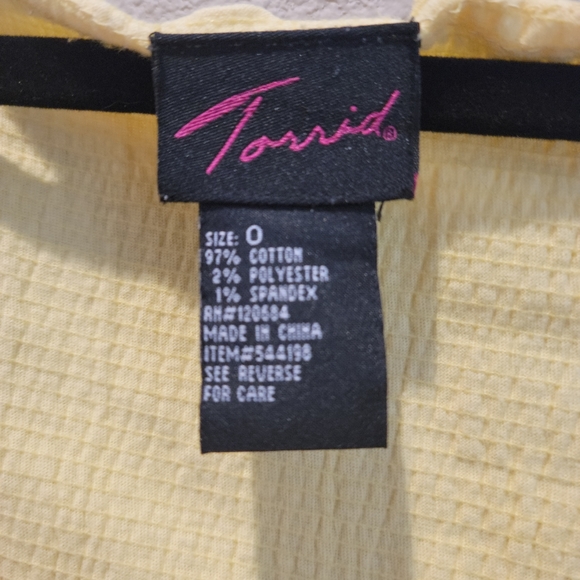 Torrid®
SIZE: 0
97% COTTON
2% POLYESTER
1% SPANDEX
RN#120684
MADE IN CHINA
ITEM#544198
SEE REVERSE
FOR CARE